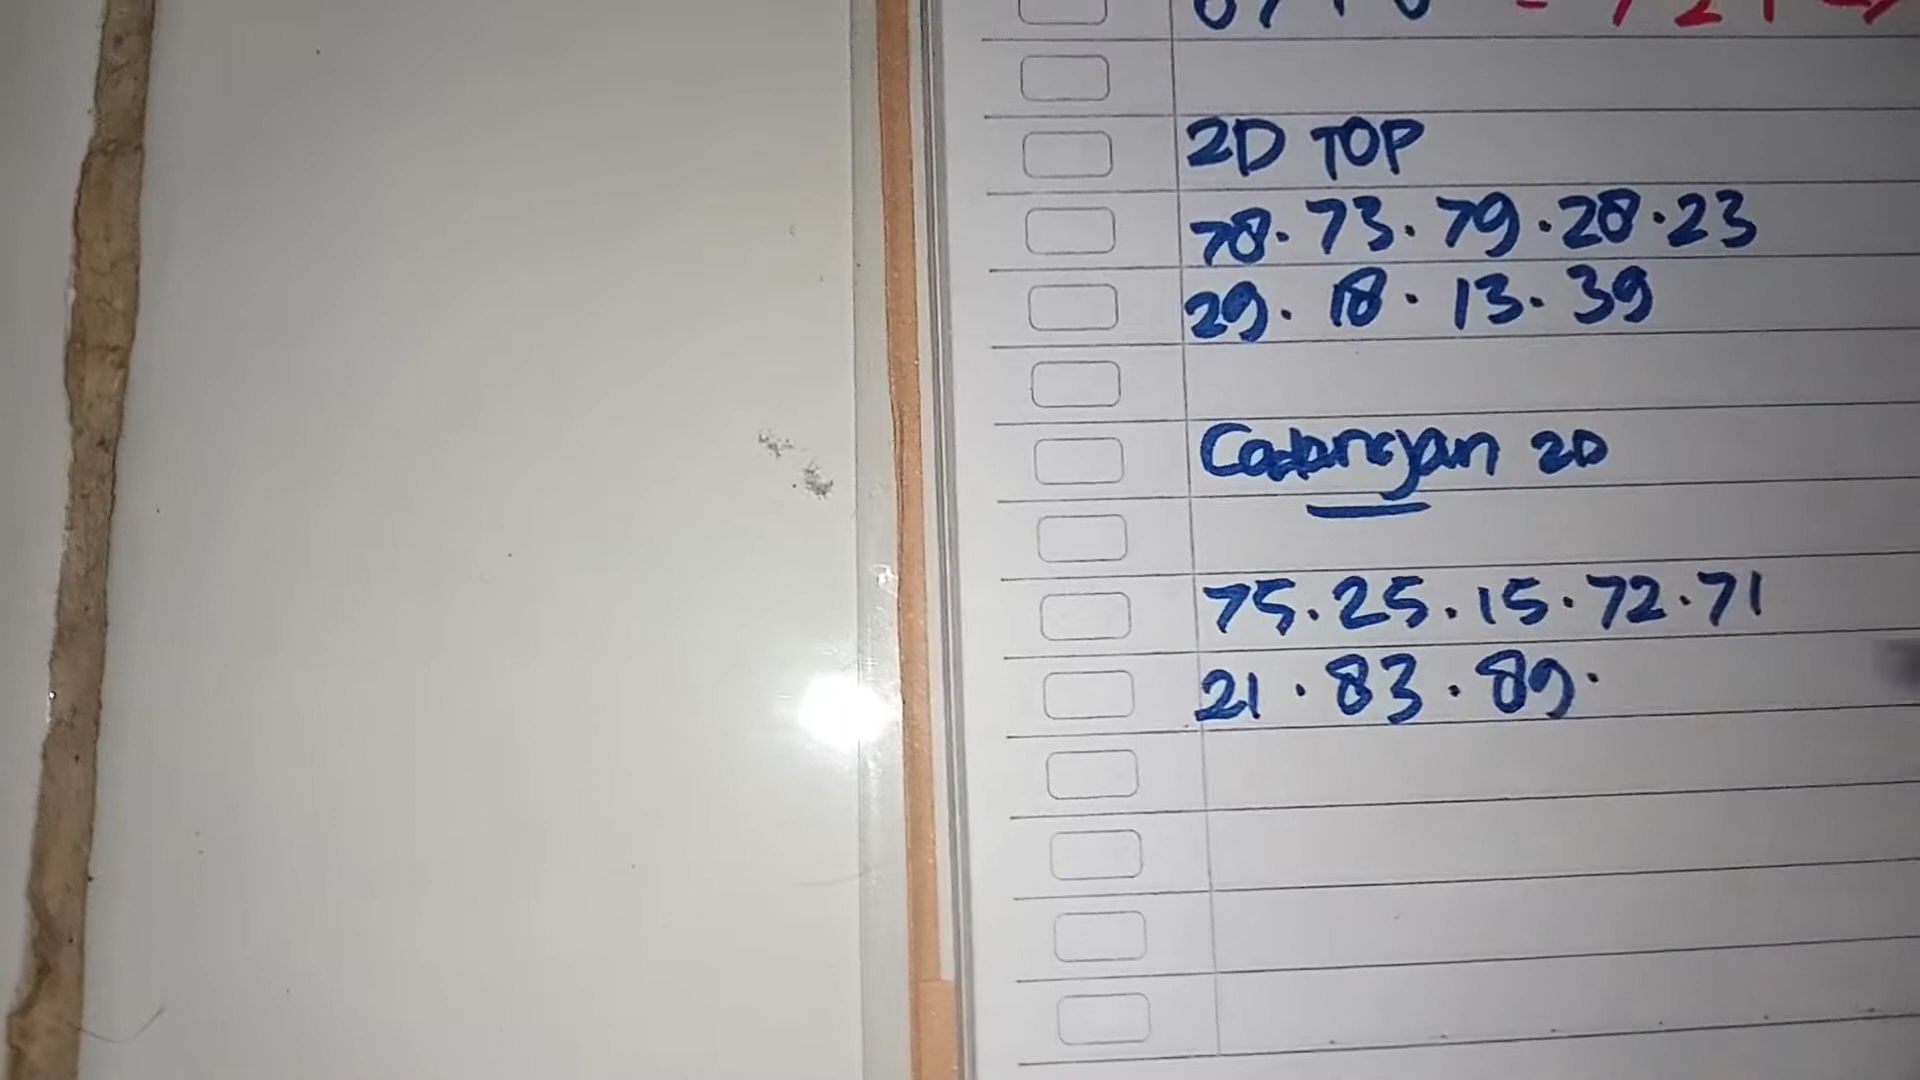 2D TOP
78. 73. 79. 28. 23
29. 18. 13. 39
Cadangan 2D
75. 25. 15. 72. 71
21. 83. 89.